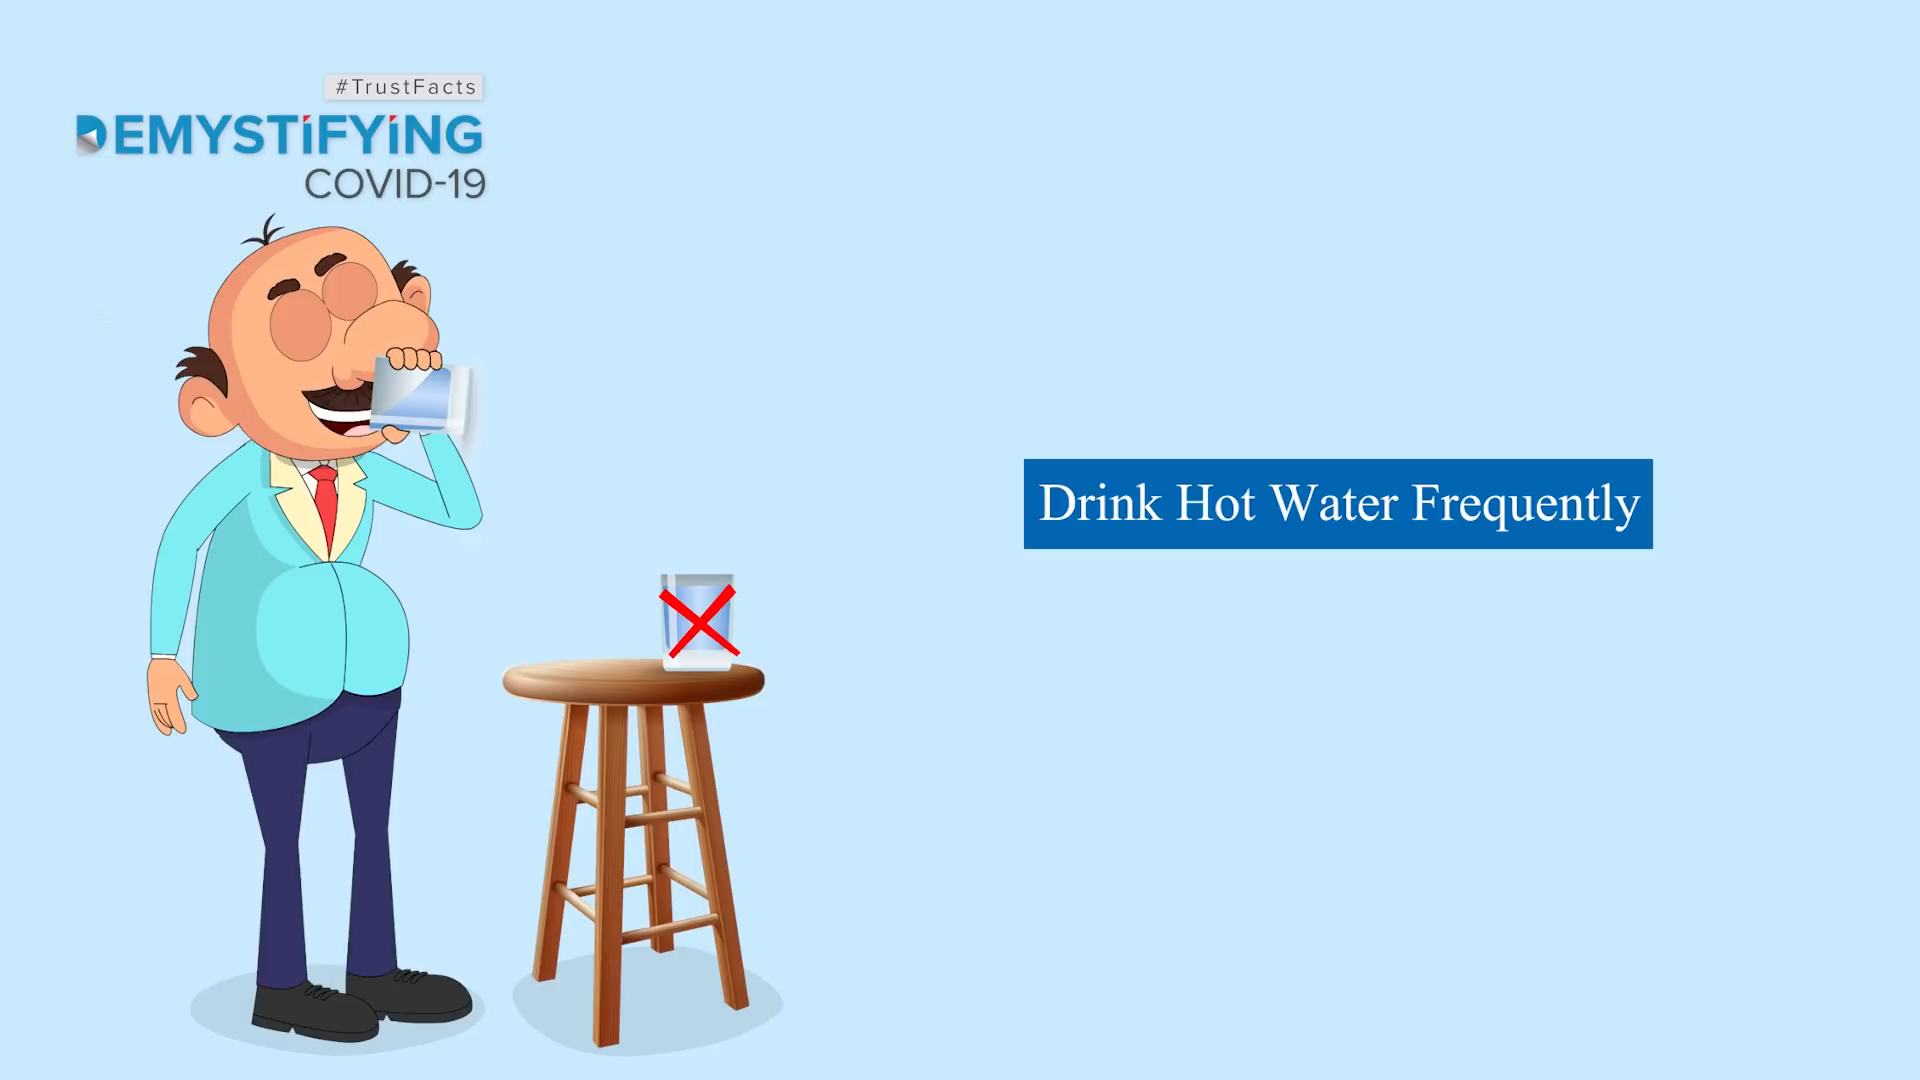 #TrustFacts
DEMYSTiFYiNG
COVID-19
Drink Hot Water Frequently